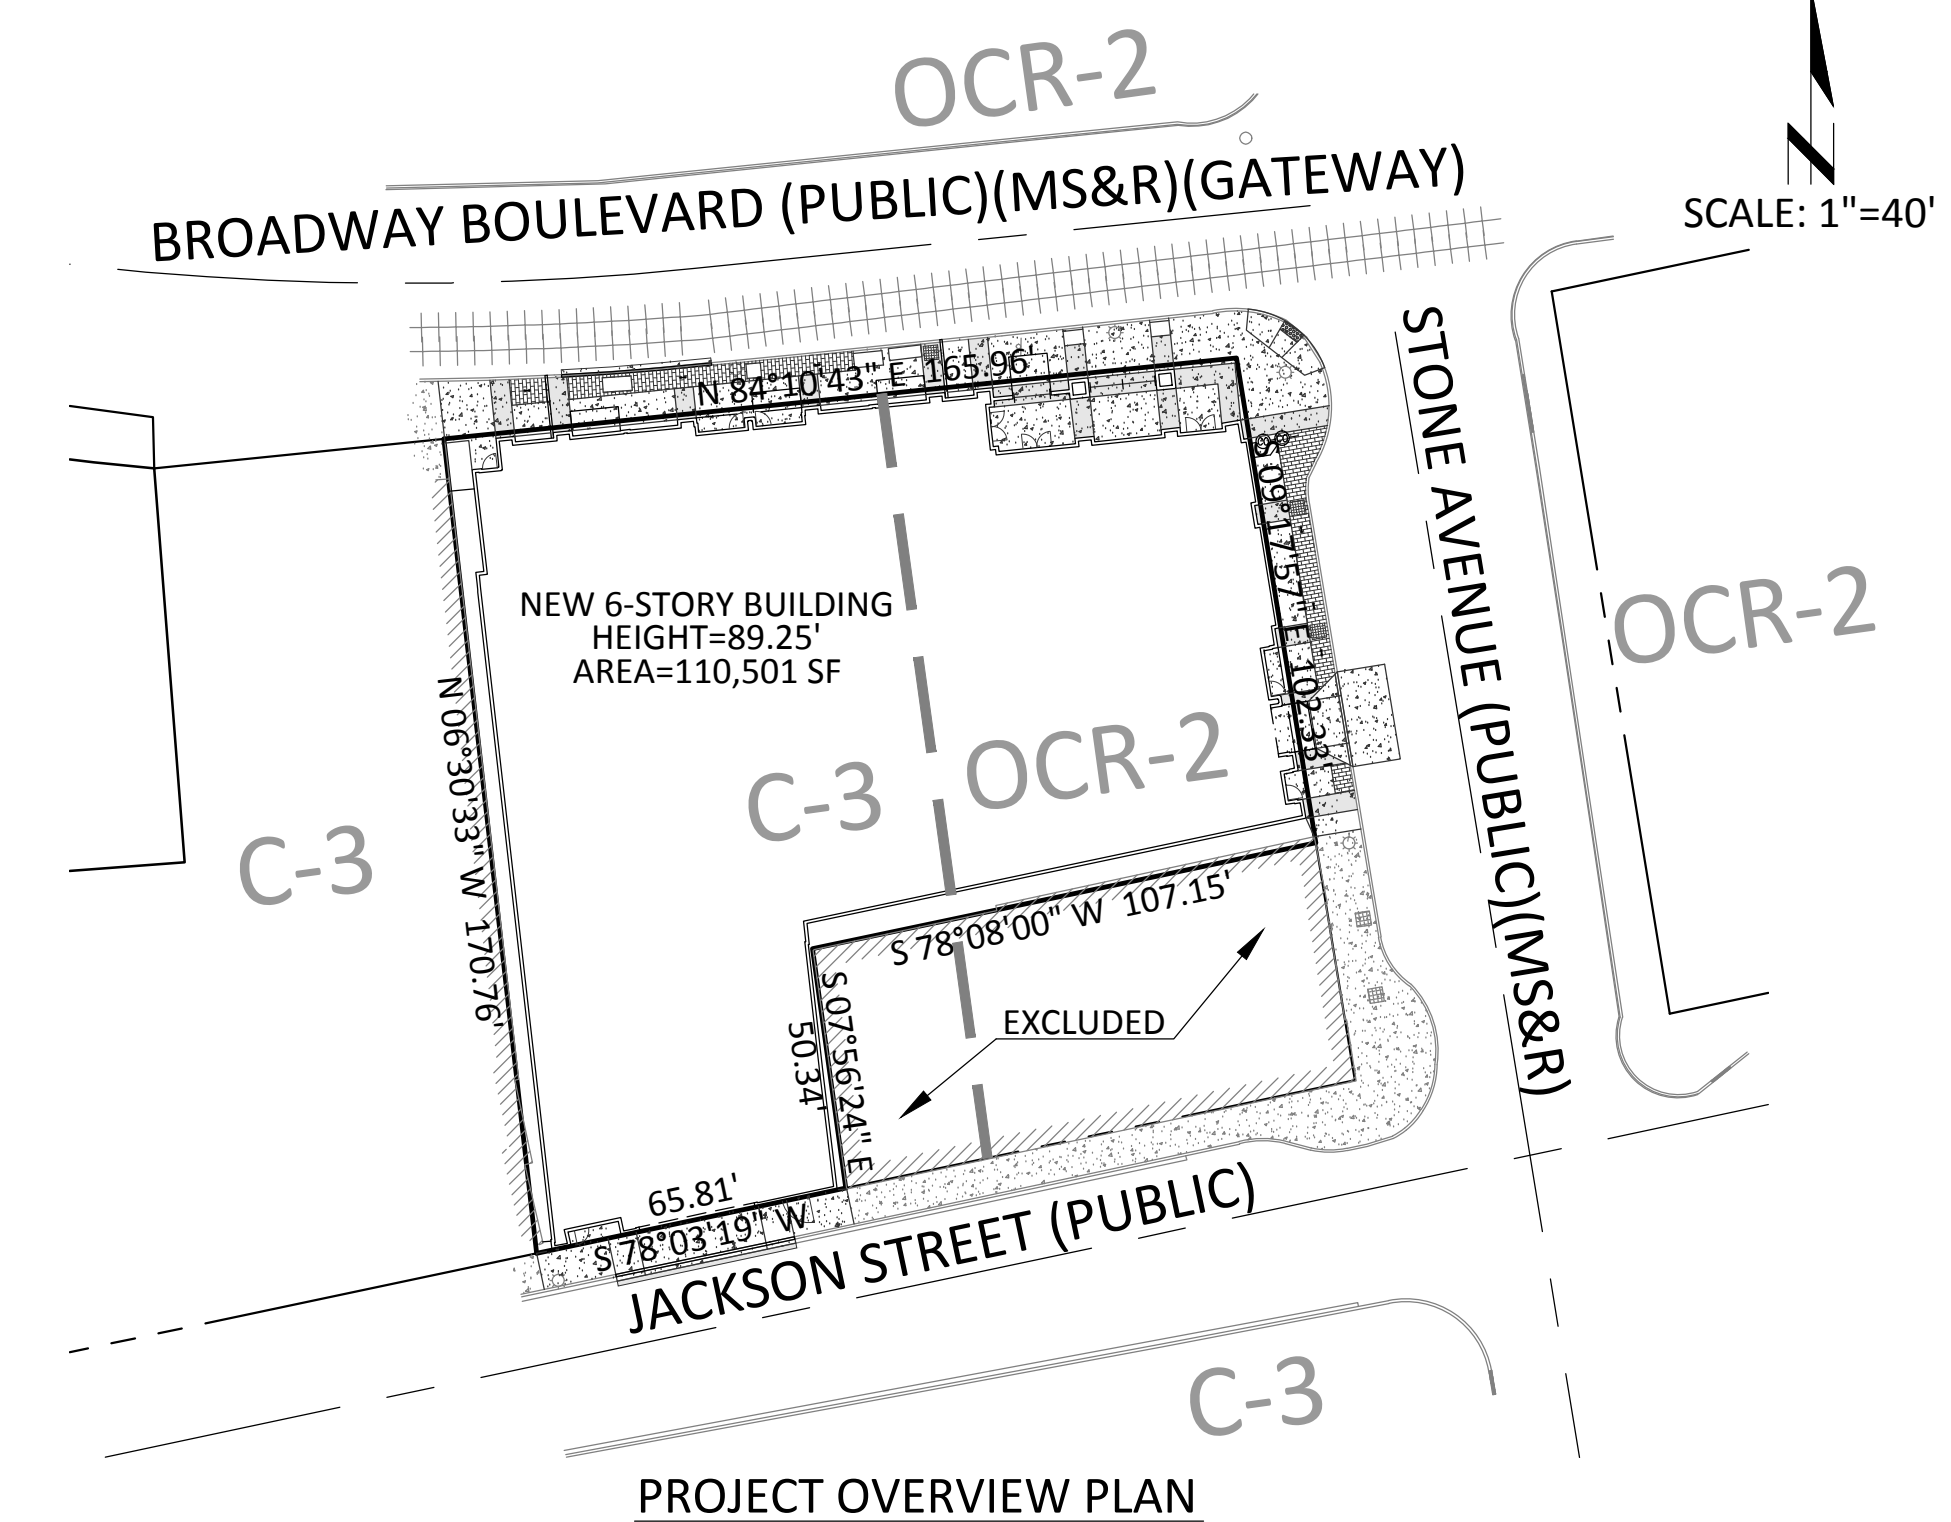 OCR-2
BROADWAY BOULEVARD (PUBLIC)(MS&R)(GATEWAY)
SCALE: 1"=40'
N 84°10'43" E 165.96'
STONE AVENUE (PUBLIC)(MS&R)
S 09°17'57" E 102.33'
NEW 6-STORY BUILDING
HEIGHT=89.25'
AREA=110,501 SF
OCR-2
N 06°30'33" W 170.76'
C-3
OCR-2
C-3
S 78°08'00" W 107.15'
S 07°56'24" E
50.34'
EXCLUDED
65.81'
S 78°03'19" W
JACKSON STREET (PUBLIC)
C-3
PROJECT OVERVIEW PLAN